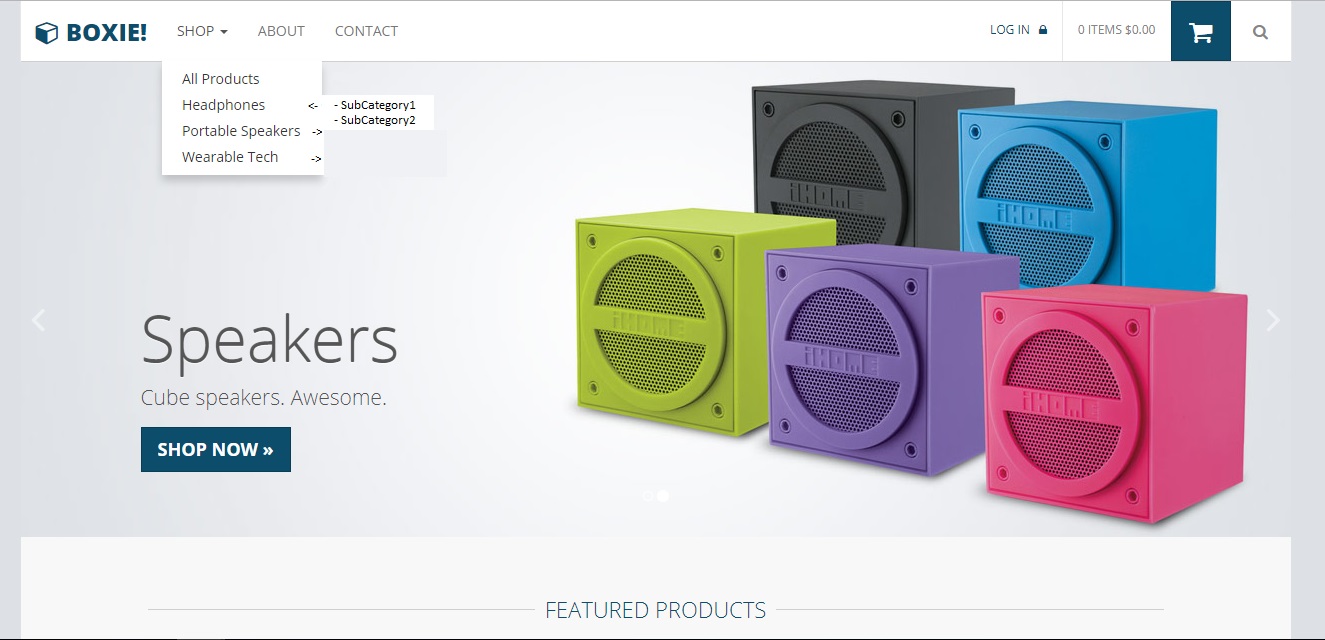 BOXIE! SHOP ABOUT CONTACT LOG IN 0 ITEMS $0.00
All Products
Headphones <- - SubCategory1
- SubCategory2
Portable Speakers ->
Wearable Tech ->
iHOME
iHOME
iHOME
iHOME
iHOME
Speakers
Cube speakers. Awesome.
SHOP NOW »
FEATURED PRODUCTS